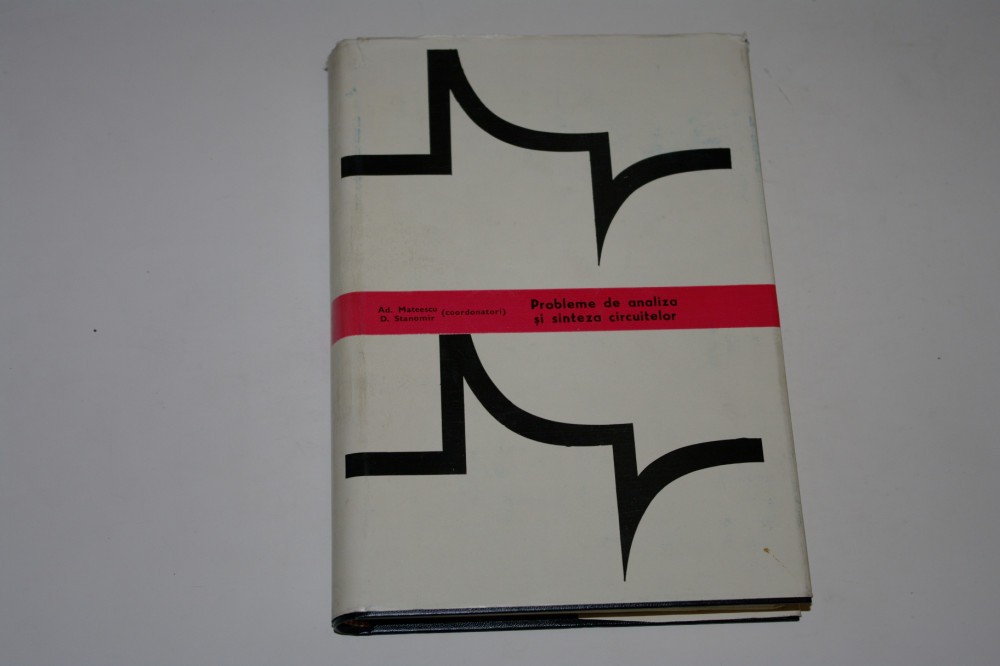 Ad. Mateescu
D. Stanomir
(coordonatori)
Probleme de analiza
și sinteza circuitelor